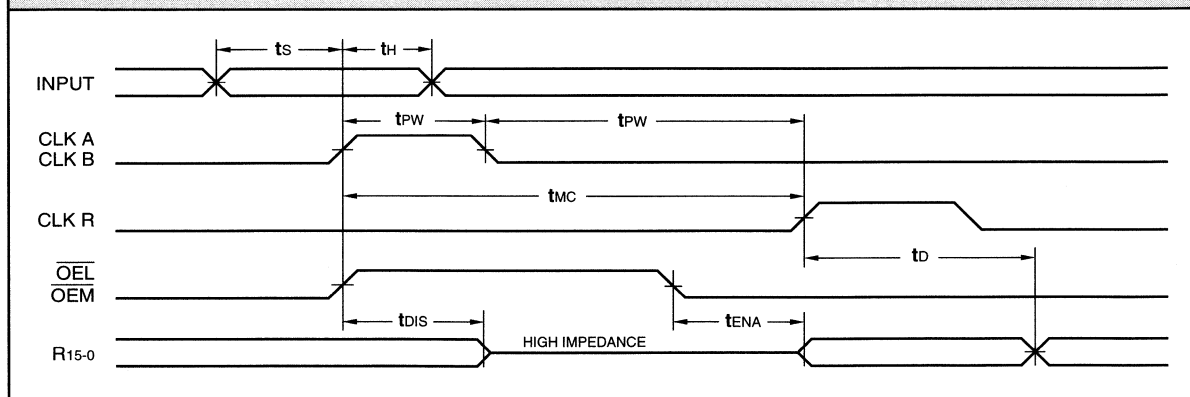 tS
tH
INPUT
tPW
tPW
CLK A
CLK B
tMC
CLK R
tD
OEL
OEM
tDIS
tENA
HIGH IMPEDANCE
R15-0